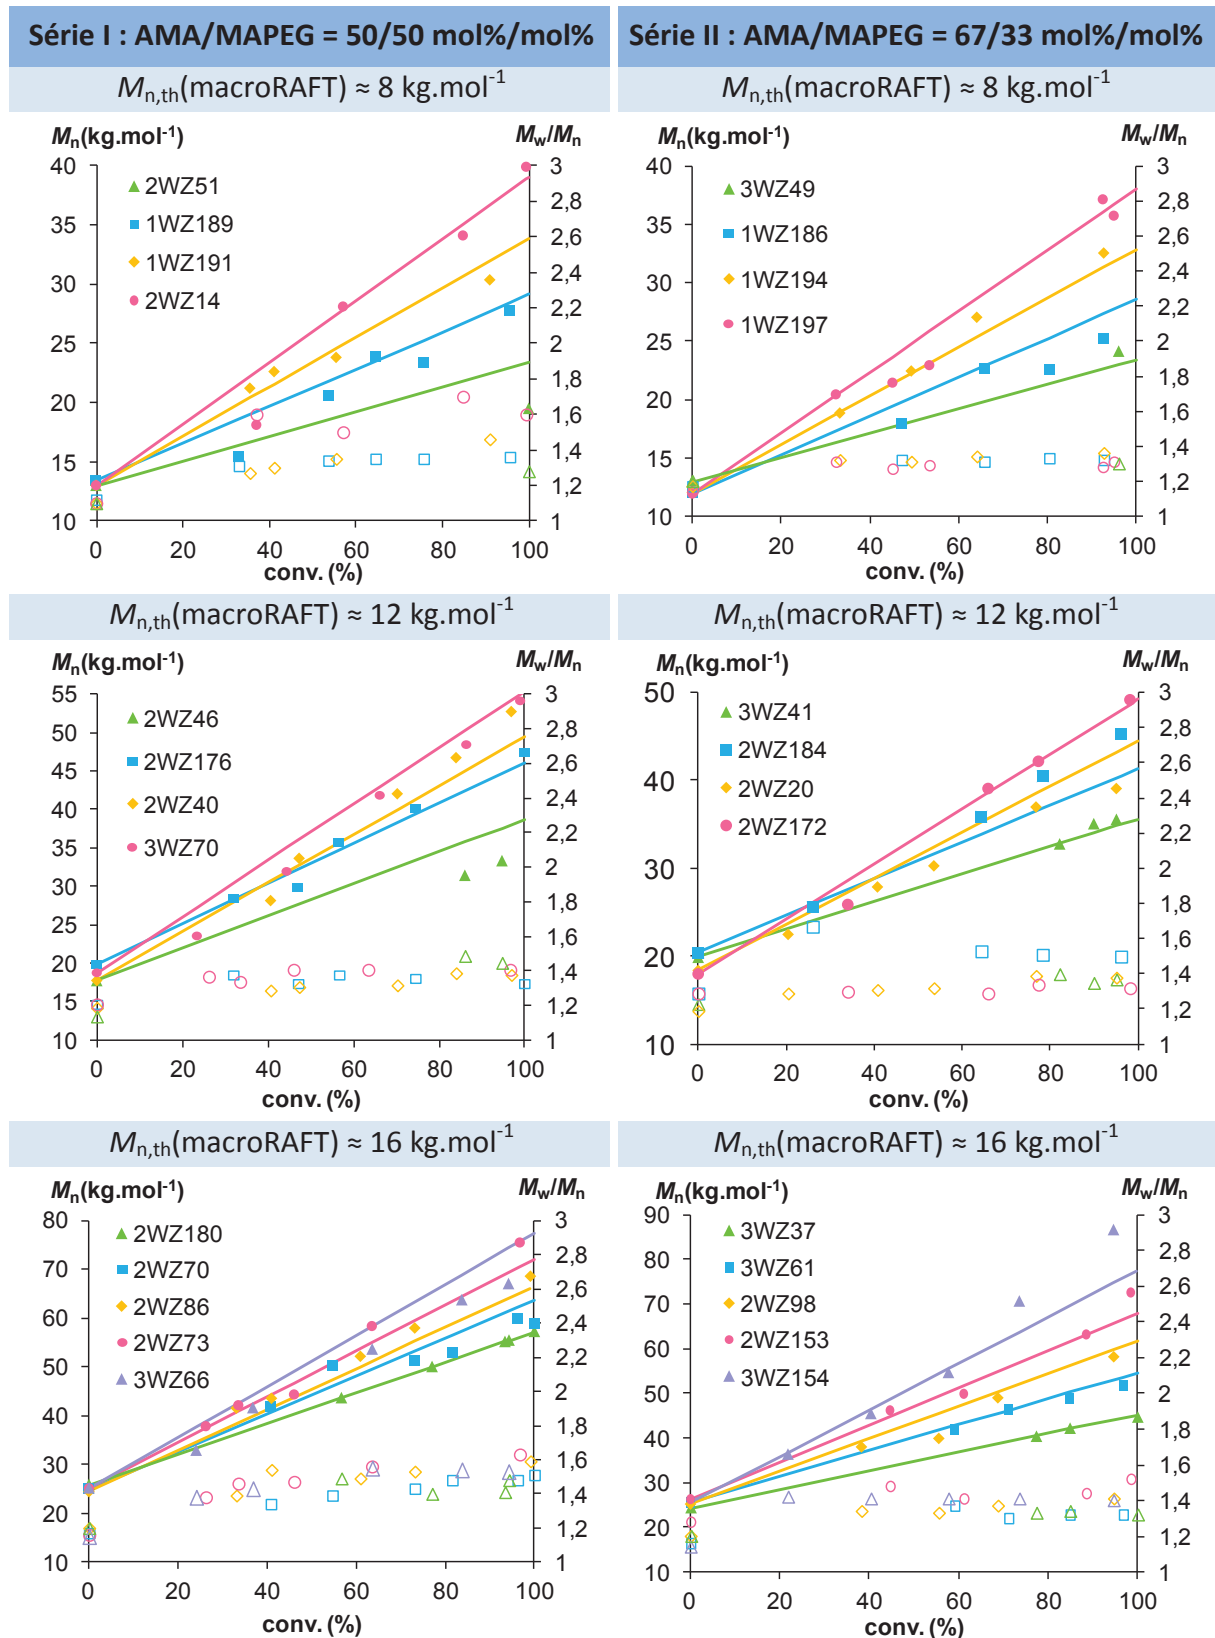 Série I : AMA/MAPEG = 50/50 mol%/mol%
Série II : AMA/MAPEG = 67/33 mol%/mol%
Mn,th(macroRAFT) ≈ 8 kg.mol-1
Mn,th(macroRAFT) ≈ 8 kg.mol-1
Mn(kg.mol-1)
Mw/Mn
40
35
30
25
20
15
10
3
2,8
2,6
2,4
2,2
2
1,8
1,6
1,4
1,2
1
2WZ51
1WZ189
1WZ191
2WZ14
0 20 40 60 80 100
conv. (%)
Mn(kg.mol-1)
Mw/Mn
40
35
30
25
20
15
10
3
2,8
2,6
2,4
2,2
2
1,8
1,6
1,4
1,2
1
3WZ49
1WZ186
1WZ194
1WZ197
0 20 40 60 80 100
conv. (%)
Mn,th(macroRAFT) ≈ 12 kg.mol-1
Mn,th(macroRAFT) ≈ 12 kg.mol-1
Mn(kg.mol-1)
Mw/Mn
55
50
45
40
35
30
25
20
15
10
3
2,8
2,6
2,4
2,2
2
1,8
1,6
1,4
1,2
1
2WZ46
2WZ176
2WZ40
3WZ70
0 20 40 60 80 100
conv. (%)
Mn(kg.mol-1)
Mw/Mn
50
40
30
20
10
3
2,8
2,6
2,4
2,2
2
1,8
1,6
1,4
1,2
1
3WZ41
2WZ184
2WZ20
2WZ172
0 20 40 60 80 100
conv. (%)
Mn,th(macroRAFT) ≈ 16 kg.mol-1
Mn,th(macroRAFT) ≈ 16 kg.mol-1
Mn(kg.mol-1)
Mw/Mn
80
70
60
50
40
30
20
10
3
2,8
2,6
2,4
2,2
2
1,8
1,6
1,4
1,2
1
2WZ180
2WZ70
2WZ86
2WZ73
3WZ66
0 20 40 60 80 100
conv. (%)
Mn(kg.mol-1)
Mw/Mn
90
80
70
60
50
40
30
20
10
3
2,8
2,6
2,4
2,2
2
1,8
1,6
1,4
1,2
1
3WZ37
3WZ61
2WZ98
2WZ153
3WZ154
0 20 40 60 80 100
conv. (%)